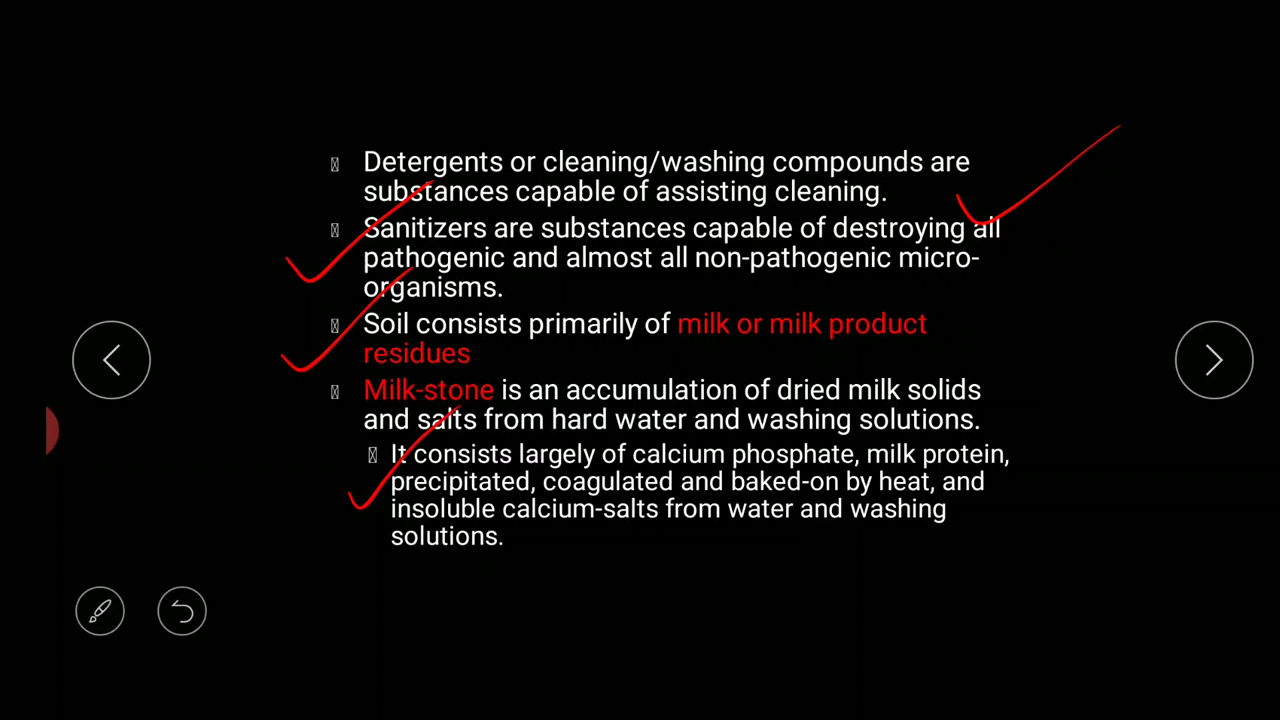 Detergents or cleaning/washing compounds are
substances capable of assisting cleaning.
Sanitizers are substances capable of destroying all
pathogenic and almost all non-pathogenic micro-
organisms.
Soil consists primarily of milk or milk product
residues
Milk-stone is an accumulation of dried milk solids
and salts from hard water and washing solutions.
It consists largely of calcium phosphate, milk protein,
precipitated, coagulated and baked-on by heat, and
insoluble calcium-salts from water and washing
solutions.